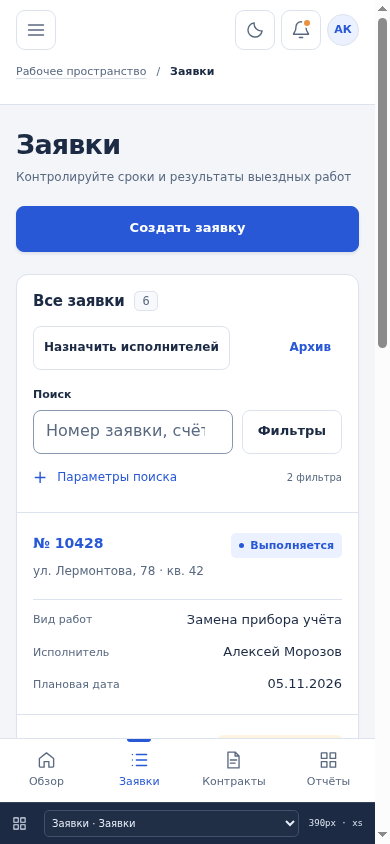 АК
Рабочее пространство / Заявки
Заявки
Контролируйте сроки и результаты выездных работ
Создать заявку
Все заявки 6
Назначить исполнителей
Архив
Поиск
Номер заявки, счёт
Фильтры
Параметры поиска
2 фильтра
№ 10428
Выполняется
ул. Лермонтова, 78 · кв. 42
Вид работ
Замена прибора учёта
Исполнитель
Алексей Морозов
Плановая дата
05.11.2026
Обзор
Заявки
Контракты
Отчёты
Заявки · Заявки
390px · xs